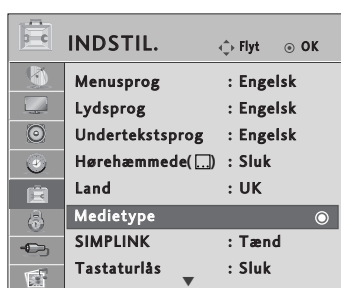 INDSTIL. Flyt OK
Menusprog : Engelsk
Lydsprog : Engelsk
Undertekstsprog : Engelsk
Hørehæmmede( ) : Sluk
Land : UK
Medietype
SIMPLINK : Tænd
Tastaturlås : Sluk